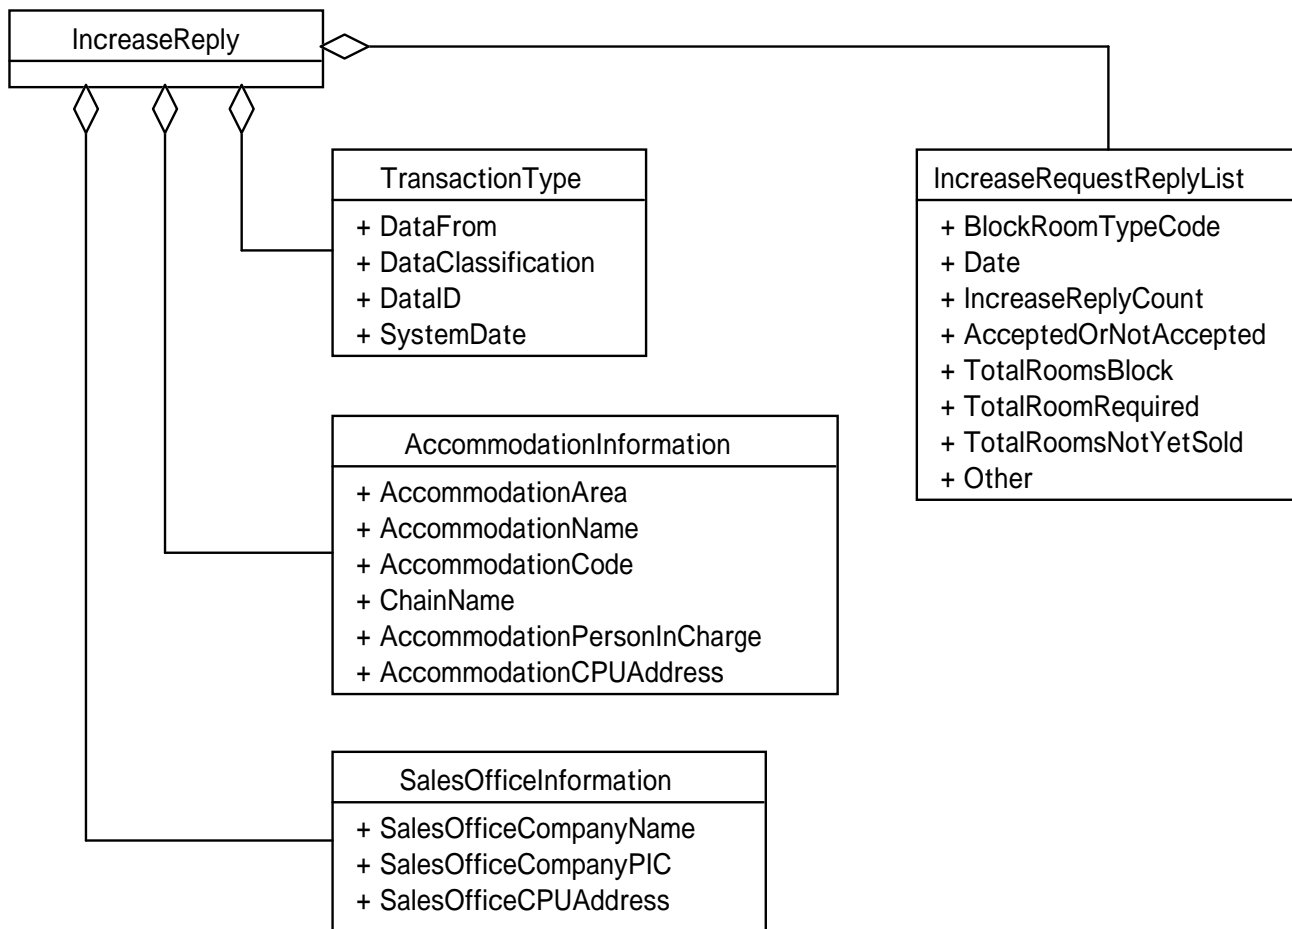 IncreaseReply
TransactionType
+ DataFrom
+ DataClassification
+ DataID
+ SystemDate
IncreaseRequestReplyList
+ BlockRoomTypeCode
+ Date
+ IncreaseReplyCount
+ AcceptedOrNotAccepted
+ TotalRoomsBlock
+ TotalRoomRequired
+ TotalRoomsNotYetSold
+ Other
AccommodationInformation
+ AccommodationArea
+ AccommodationName
+ AccommodationCode
+ ChainName
+ AccommodationPersonInCharge
+ AccommodationCPUAddress
SalesOfficeInformation
+ SalesOfficeCompanyName
+ SalesOfficeCompanyPIC
+ SalesOfficeCPUAddress